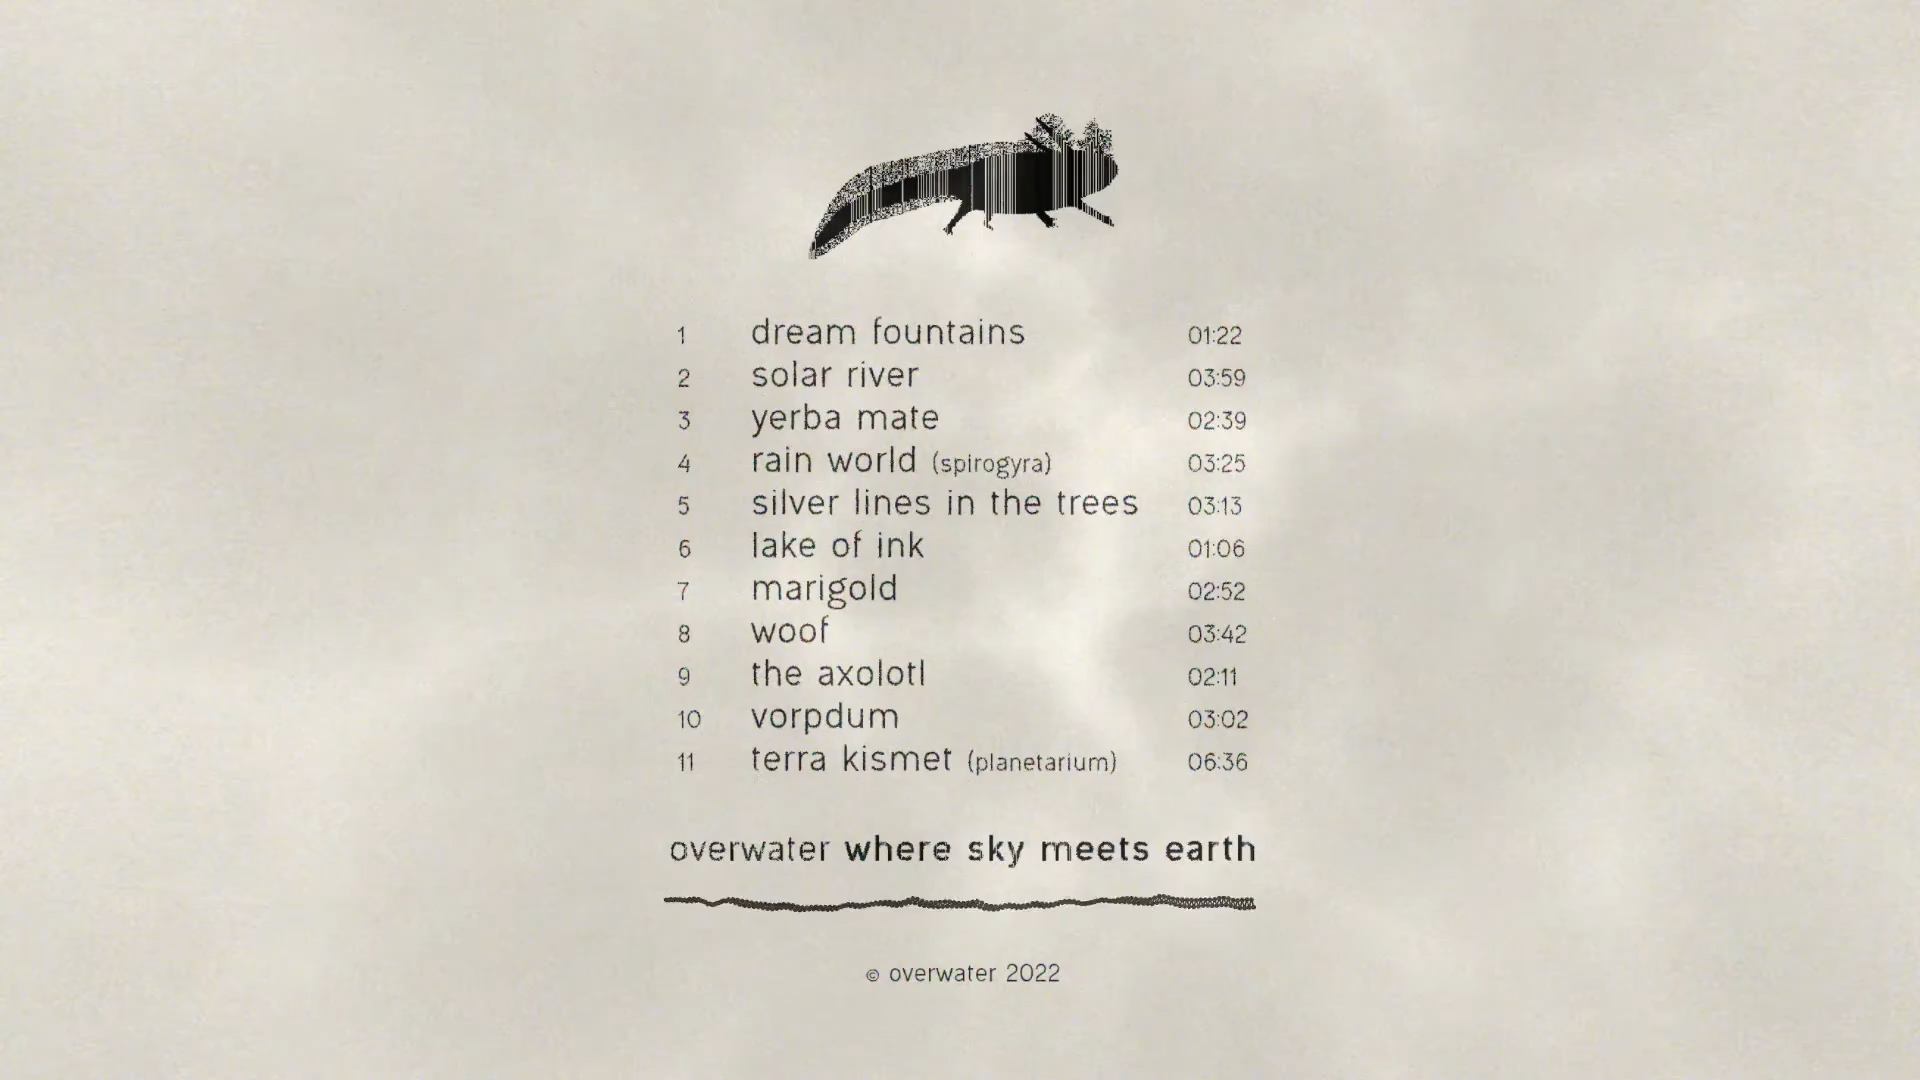 1 dream fountains 01:22
2 solar river 03:59
3 yerba mate 02:39
4 rain world (spirogyra) 03:25
5 silver lines in the trees 03:13
6 lake of ink 01:06
7 marigold 02:52
8 woof 03:42
9 the axolotl 02:11
10 vorpdum 03:02
11 terra kismet (planetarium) 06:36
overwater where sky meets earth
© overwater 2022